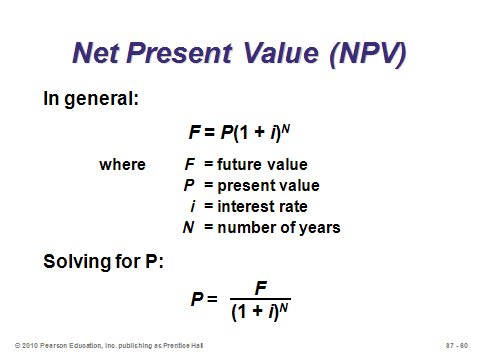 Net Present Value (NPV)
In general:
F = P(1 + i)ᴺ
where F = future value
P = present value
i = interest rate
N = number of years
Solving for P:
P = F
(1 + i)ᴺ
© 2010 Pearson Education, Inc. publishing as Prentice Hall S7 - 60